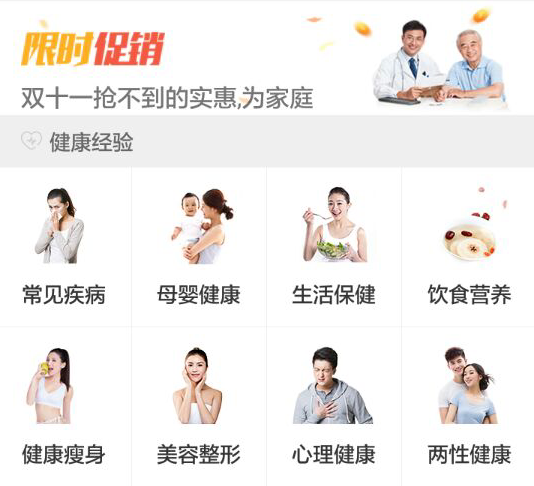 限时促销
双十一抢不到的实惠,为家庭
健康经验
常见疾病
母婴健康
生活保健
饮食营养
健康瘦身
美容整形
心理健康
两性健康